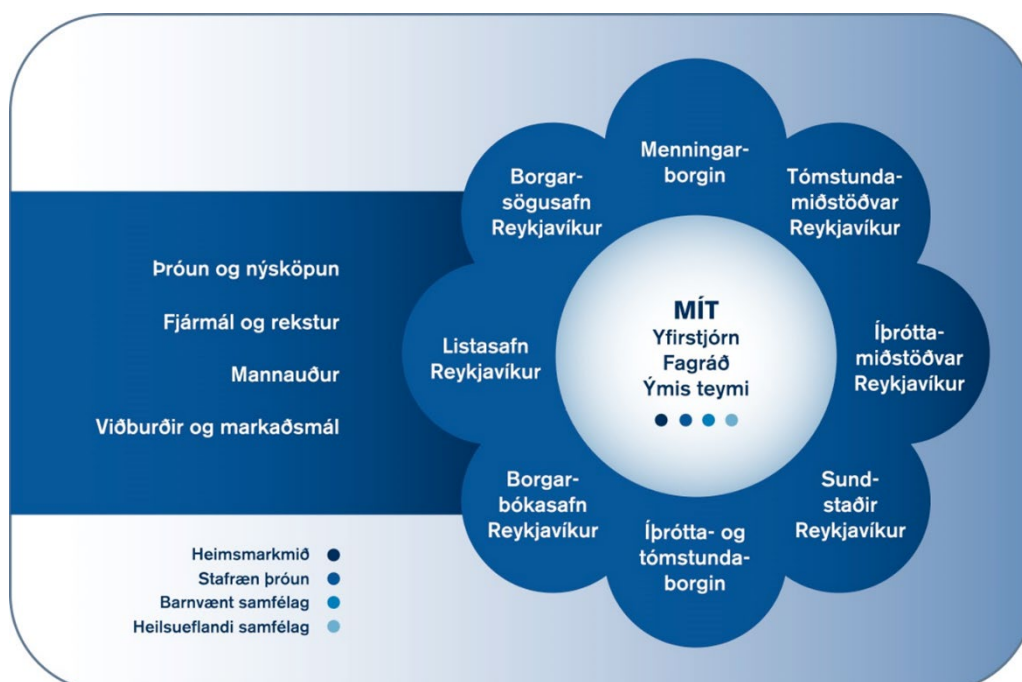 Menningar-
borgin
Borgar-
sögusafn
Reykjavíkur
Tómstunda-
miðstöðvar
Reykjavíkur
Þróun og nýsköpun
Fjármál og rekstur
Mannauður
Viðburðir og markaðsmál
Listasafn
Reykjavíkur
MÍT
Yfirstjórn
Fagráð
Ýmis teymi
Íþrótta-
miðstöðvar
Reykjavíkur
Borgar-
bókasafn
Reykjavíkur
Íþrótta- og
tómstunda-
borgin
Sund-
staðir
Reykjavíkur
Heimsmarkmið
Stafræn þróun
Barnvænt samfélag
Heilsueflandi samfélag